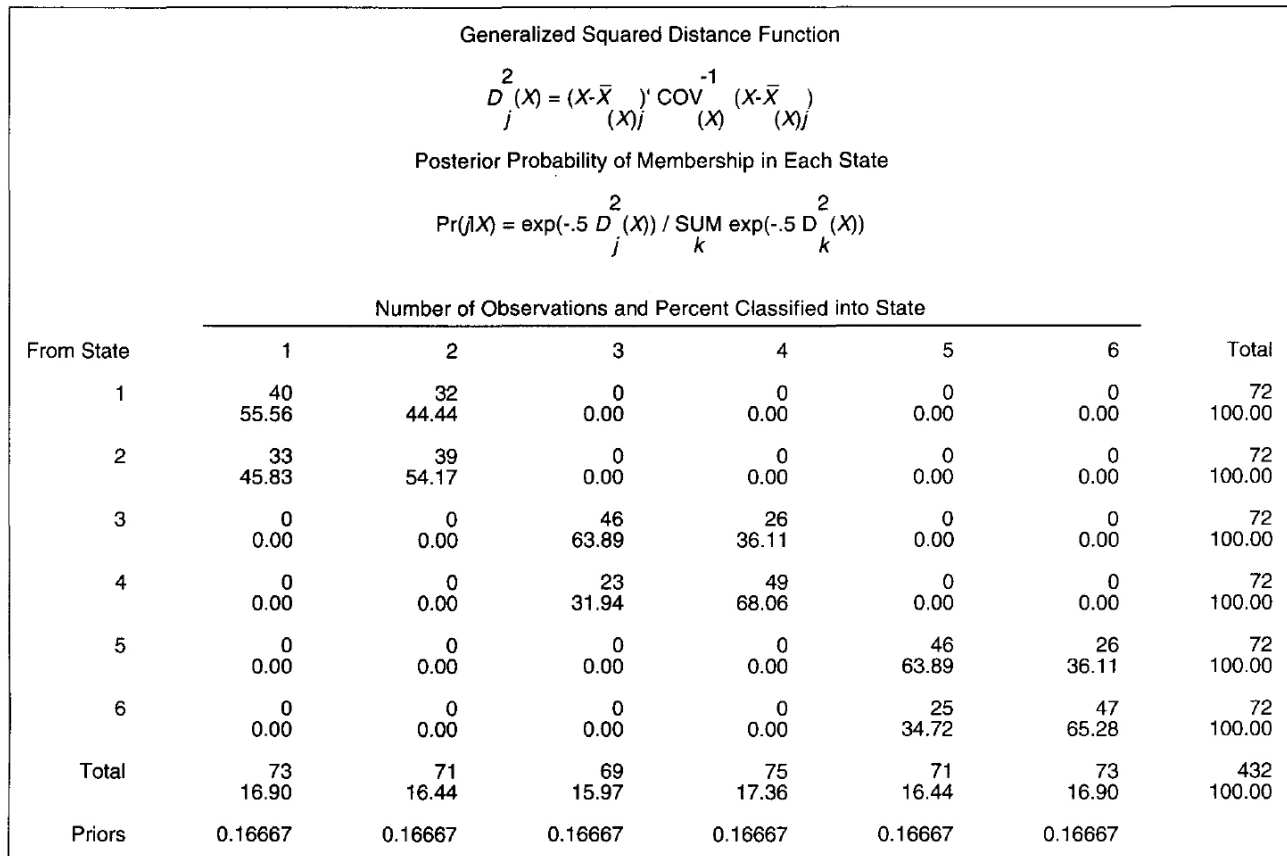 Generalized Squared Distance Function
2 -1
D (X) = (X-X̄ )' COV (X-X̄ )
j (X)j (X) (X)j
Posterior Probability of Membership in Each State
2 2
Pr(j|X) = exp(-.5 D (X)) / SUM exp(-.5 D (X))
j k k
Number of Observations and Percent Classified into State
From State 1 2 3 4 5 6 Total
1 40 32 0 0 0 0 72
55.56 44.44 0.00 0.00 0.00 0.00 100.00
2 33 39 0 0 0 0 72
45.83 54.17 0.00 0.00 0.00 0.00 100.00
3 0 0 46 26 0 0 72
0.00 0.00 63.89 36.11 0.00 0.00 100.00
4 0 0 23 49 0 0 72
0.00 0.00 31.94 68.06 0.00 0.00 100.00
5 0 0 0 0 46 26 72
0.00 0.00 0.00 0.00 63.89 36.11 100.00
6 0 0 0 0 25 47 72
0.00 0.00 0.00 0.00 34.72 65.28 100.00
Total 73 71 69 75 71 73 432
16.90 16.44 15.97 17.36 16.44 16.90 100.00
Priors 0.16667 0.16667 0.16667 0.16667 0.16667 0.16667